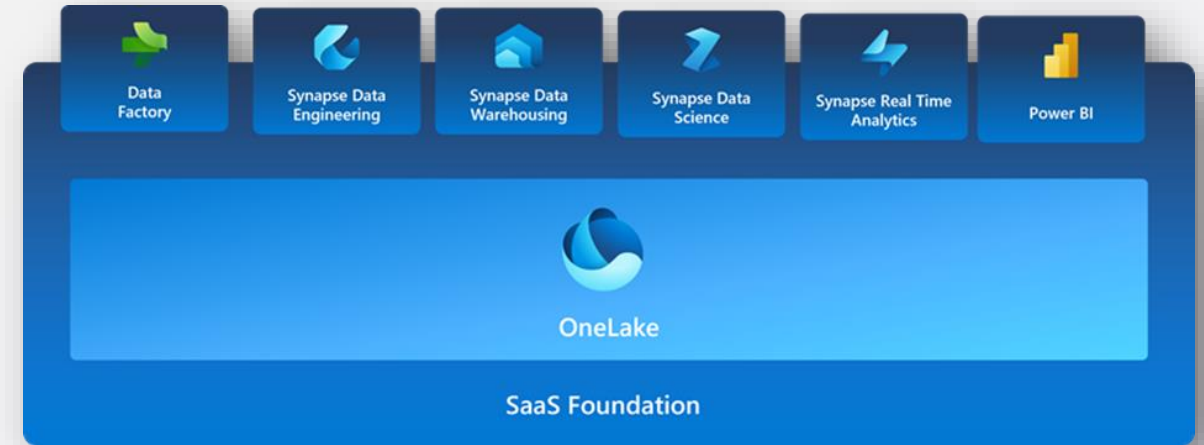 Data
Factory
Synapse Data
Engineering
Synapse Data
Warehousing
Synapse Data
Science
Synapse Real Time
Analytics
Power BI
OneLake
SaaS Foundation